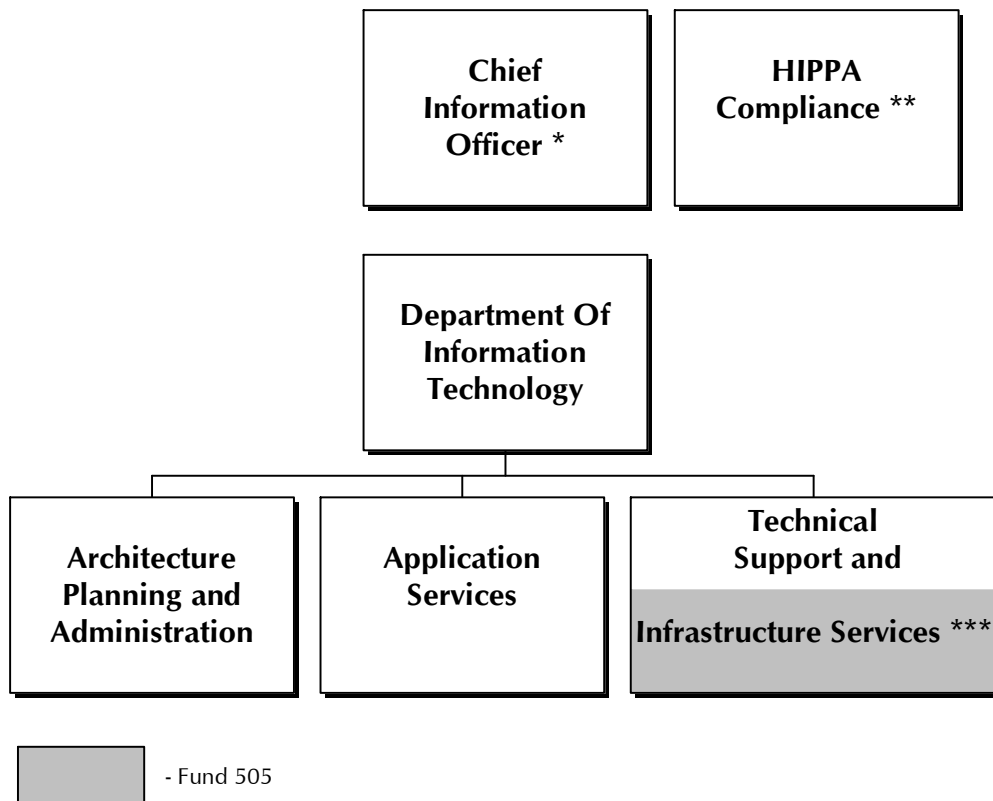 Chief
Information
Officer *
HIPPA
Compliance **
Department Of
Information
Technology
Architecture
Planning and
Administration
Application
Services
Technical
Support and
Infrastructure Services ***
- Fund 505